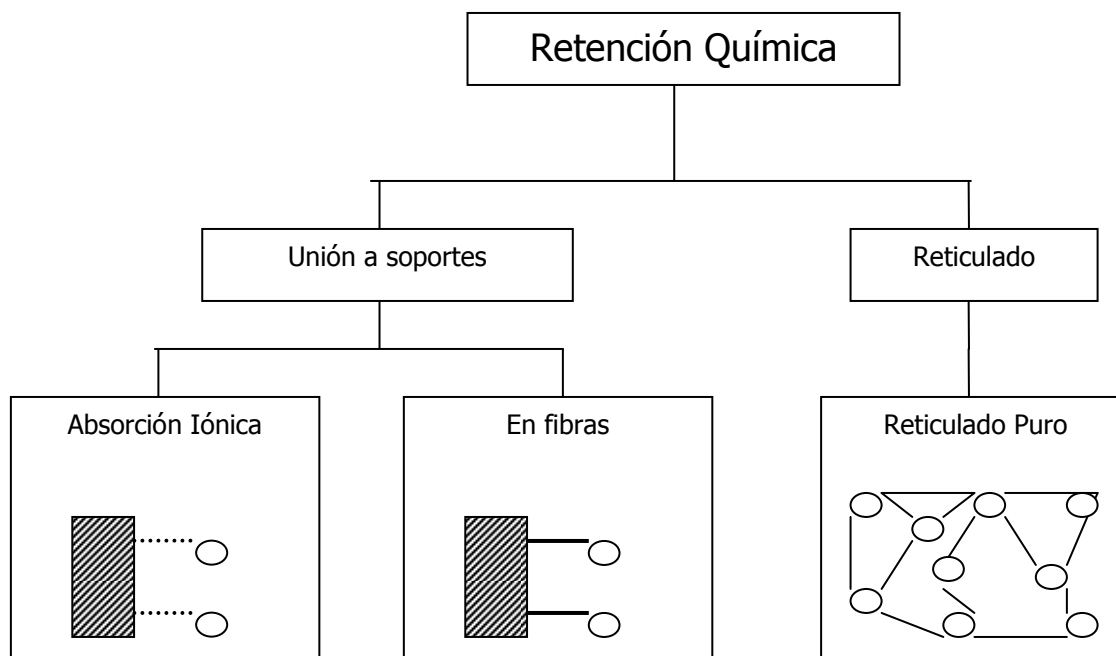 Retención Química
Unión a soportes
Reticulado
Absorción Iónica
En fibras
Reticulado Puro